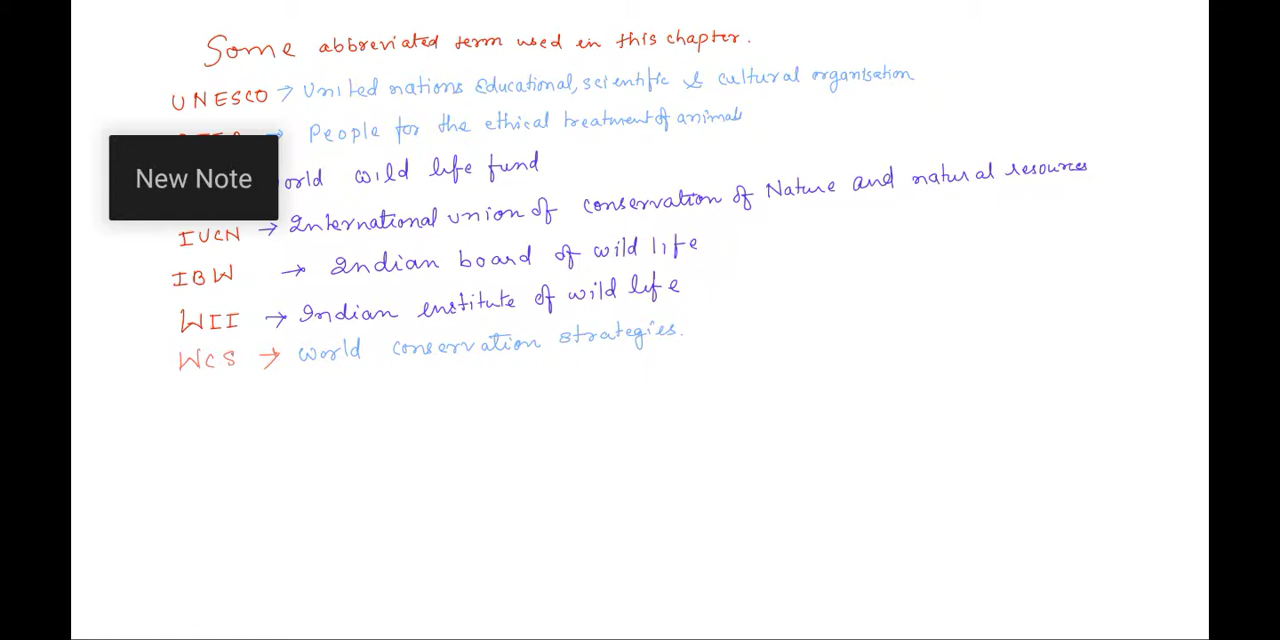 Some abbreviated term used in this chapter.
UNESCO → United nations Educational, scientific & cultural organisation
→ People for the ethical treatment of animals
New Note
orld wild life fund
IUCN → International union of conservation of Nature and natural resources
IBW → Indian board of wild life
WII → Indian institute of wild life
WCS → World conservation strategies.